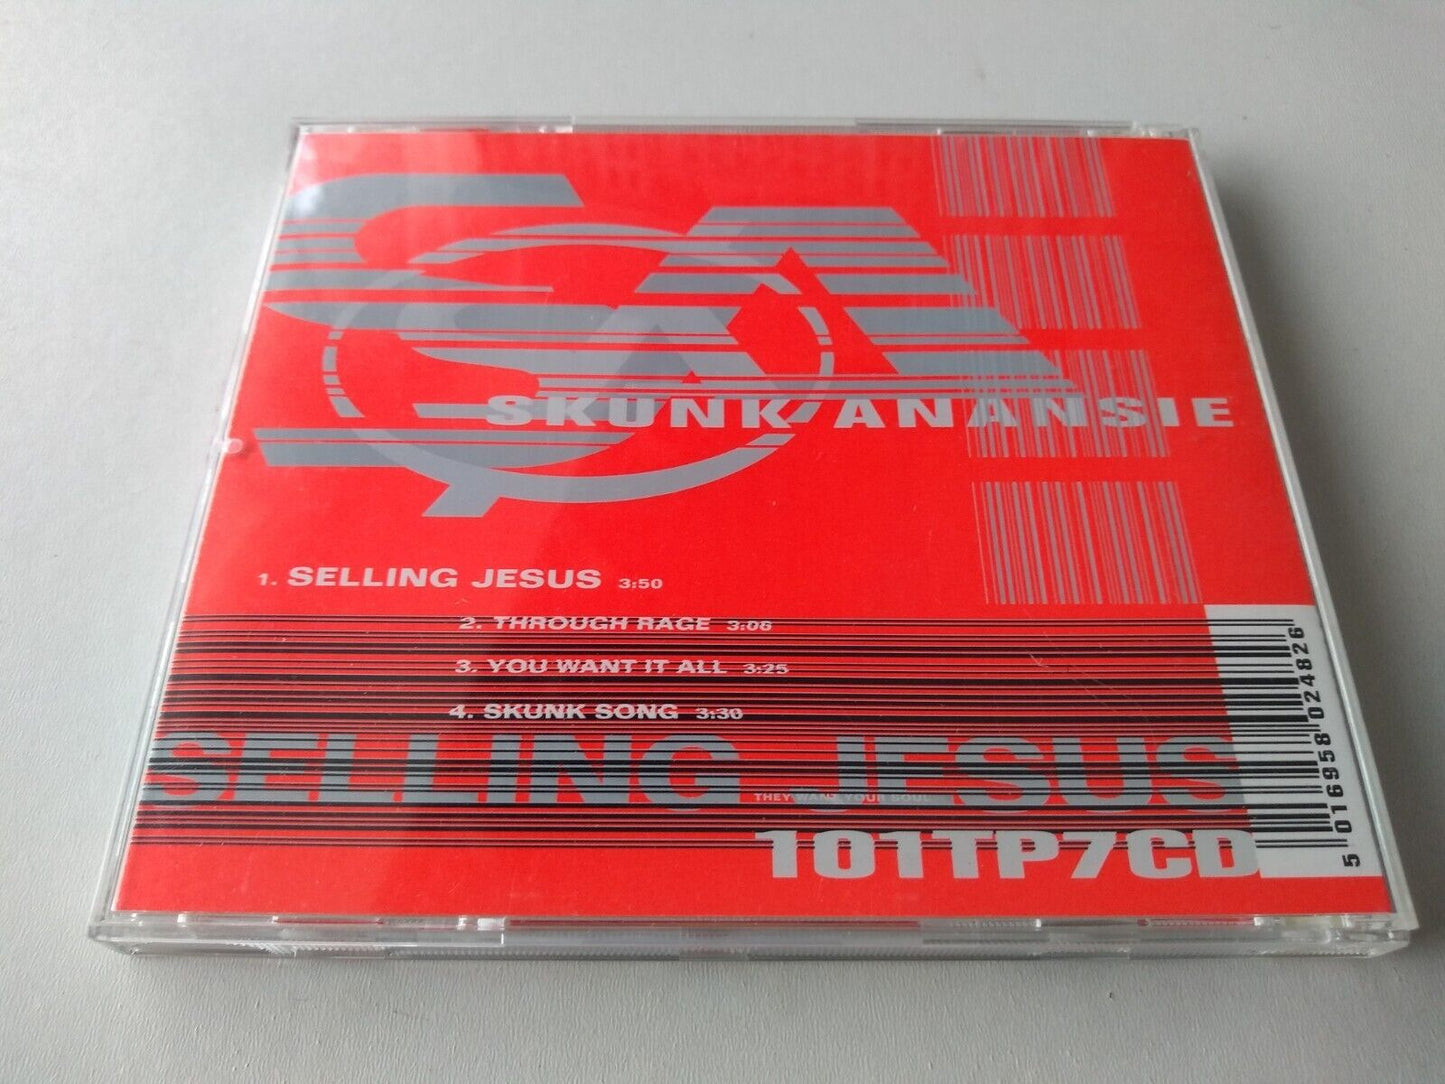 SA
SKUNK ANANSIE
1. SELLING JESUS 3:50
2. THROUGH RAGE 3:06
3. YOU WANT IT ALL 3:25
4. SKUNK SONG 3:30
SELLING JESUS
THEY WANT YOUR SOUL
101TP7CD
5 016958 024826